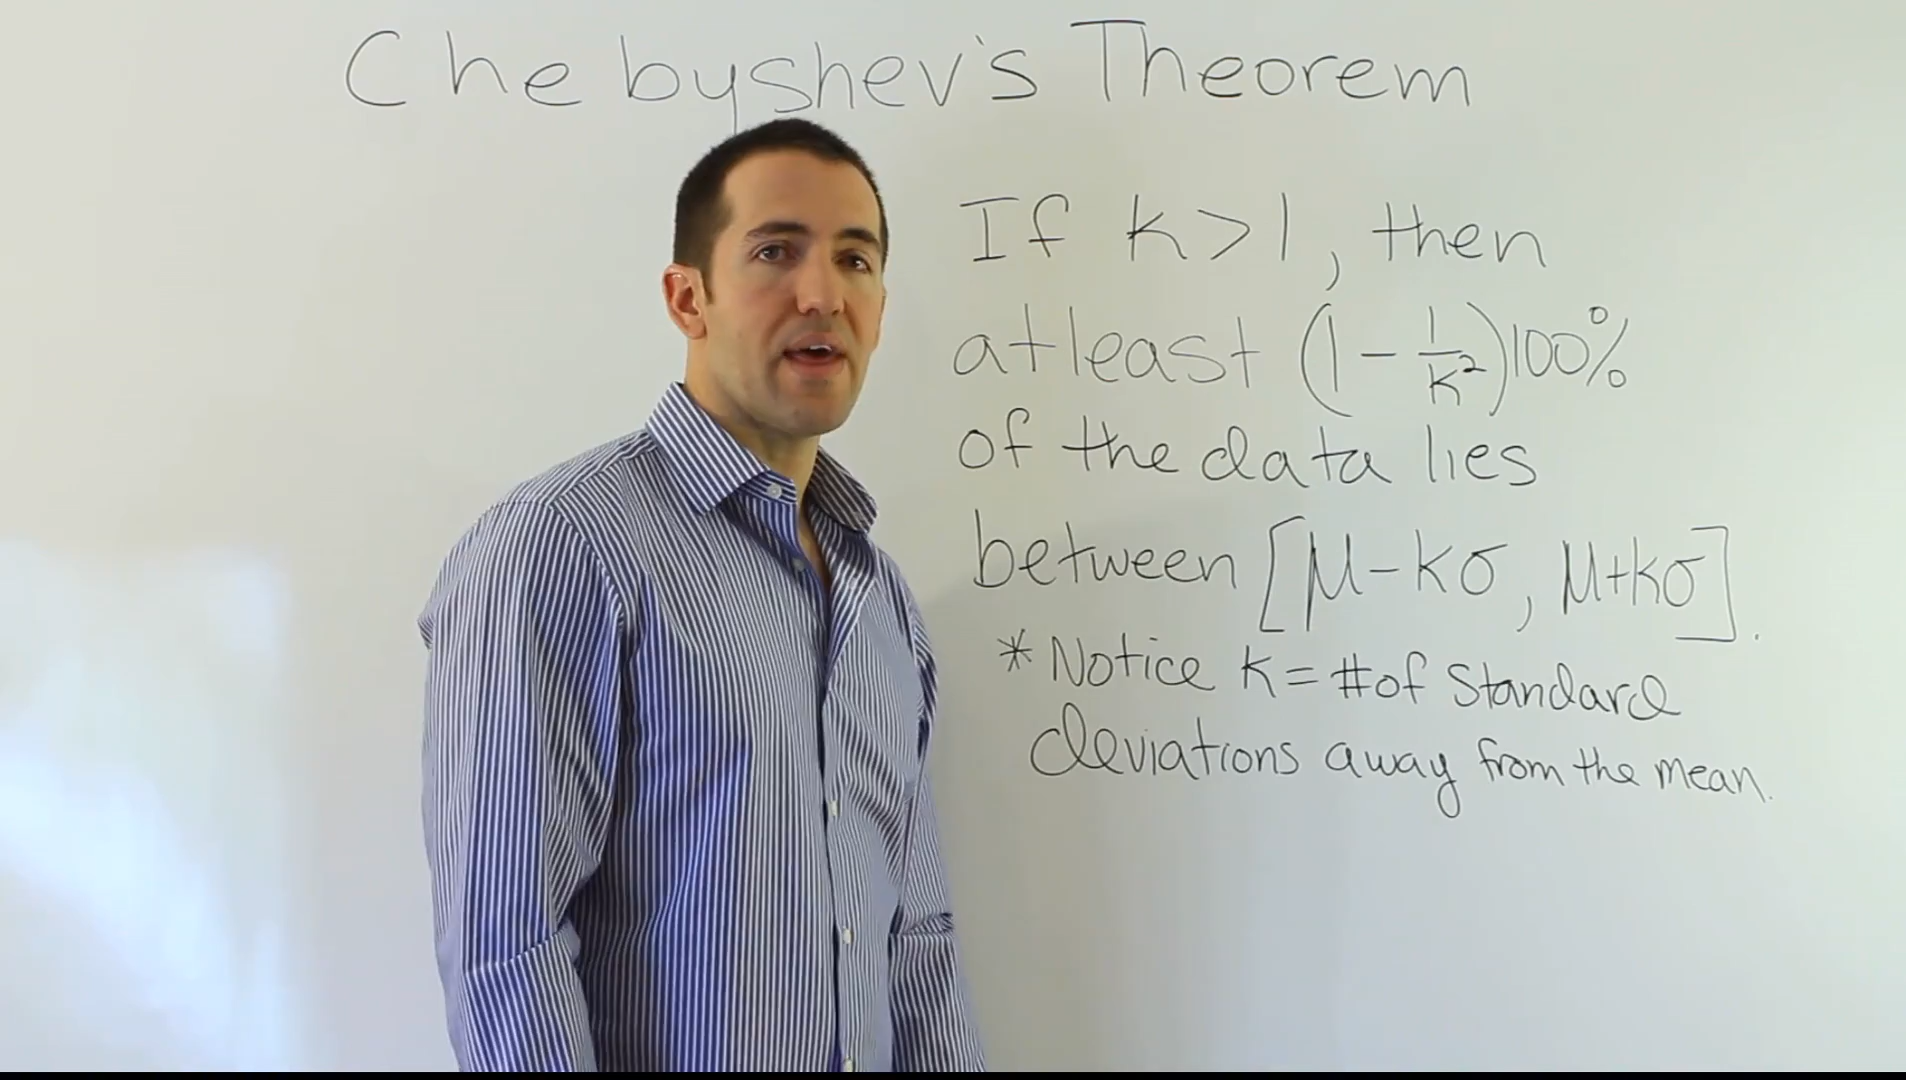 Chebyshev's Theorem
If K>1, then
at least (1 - 1/K²)100%
of the data lies
between [μ-Kσ, μ+Kσ].
* Notice K = # of standard
deviations away from the mean.